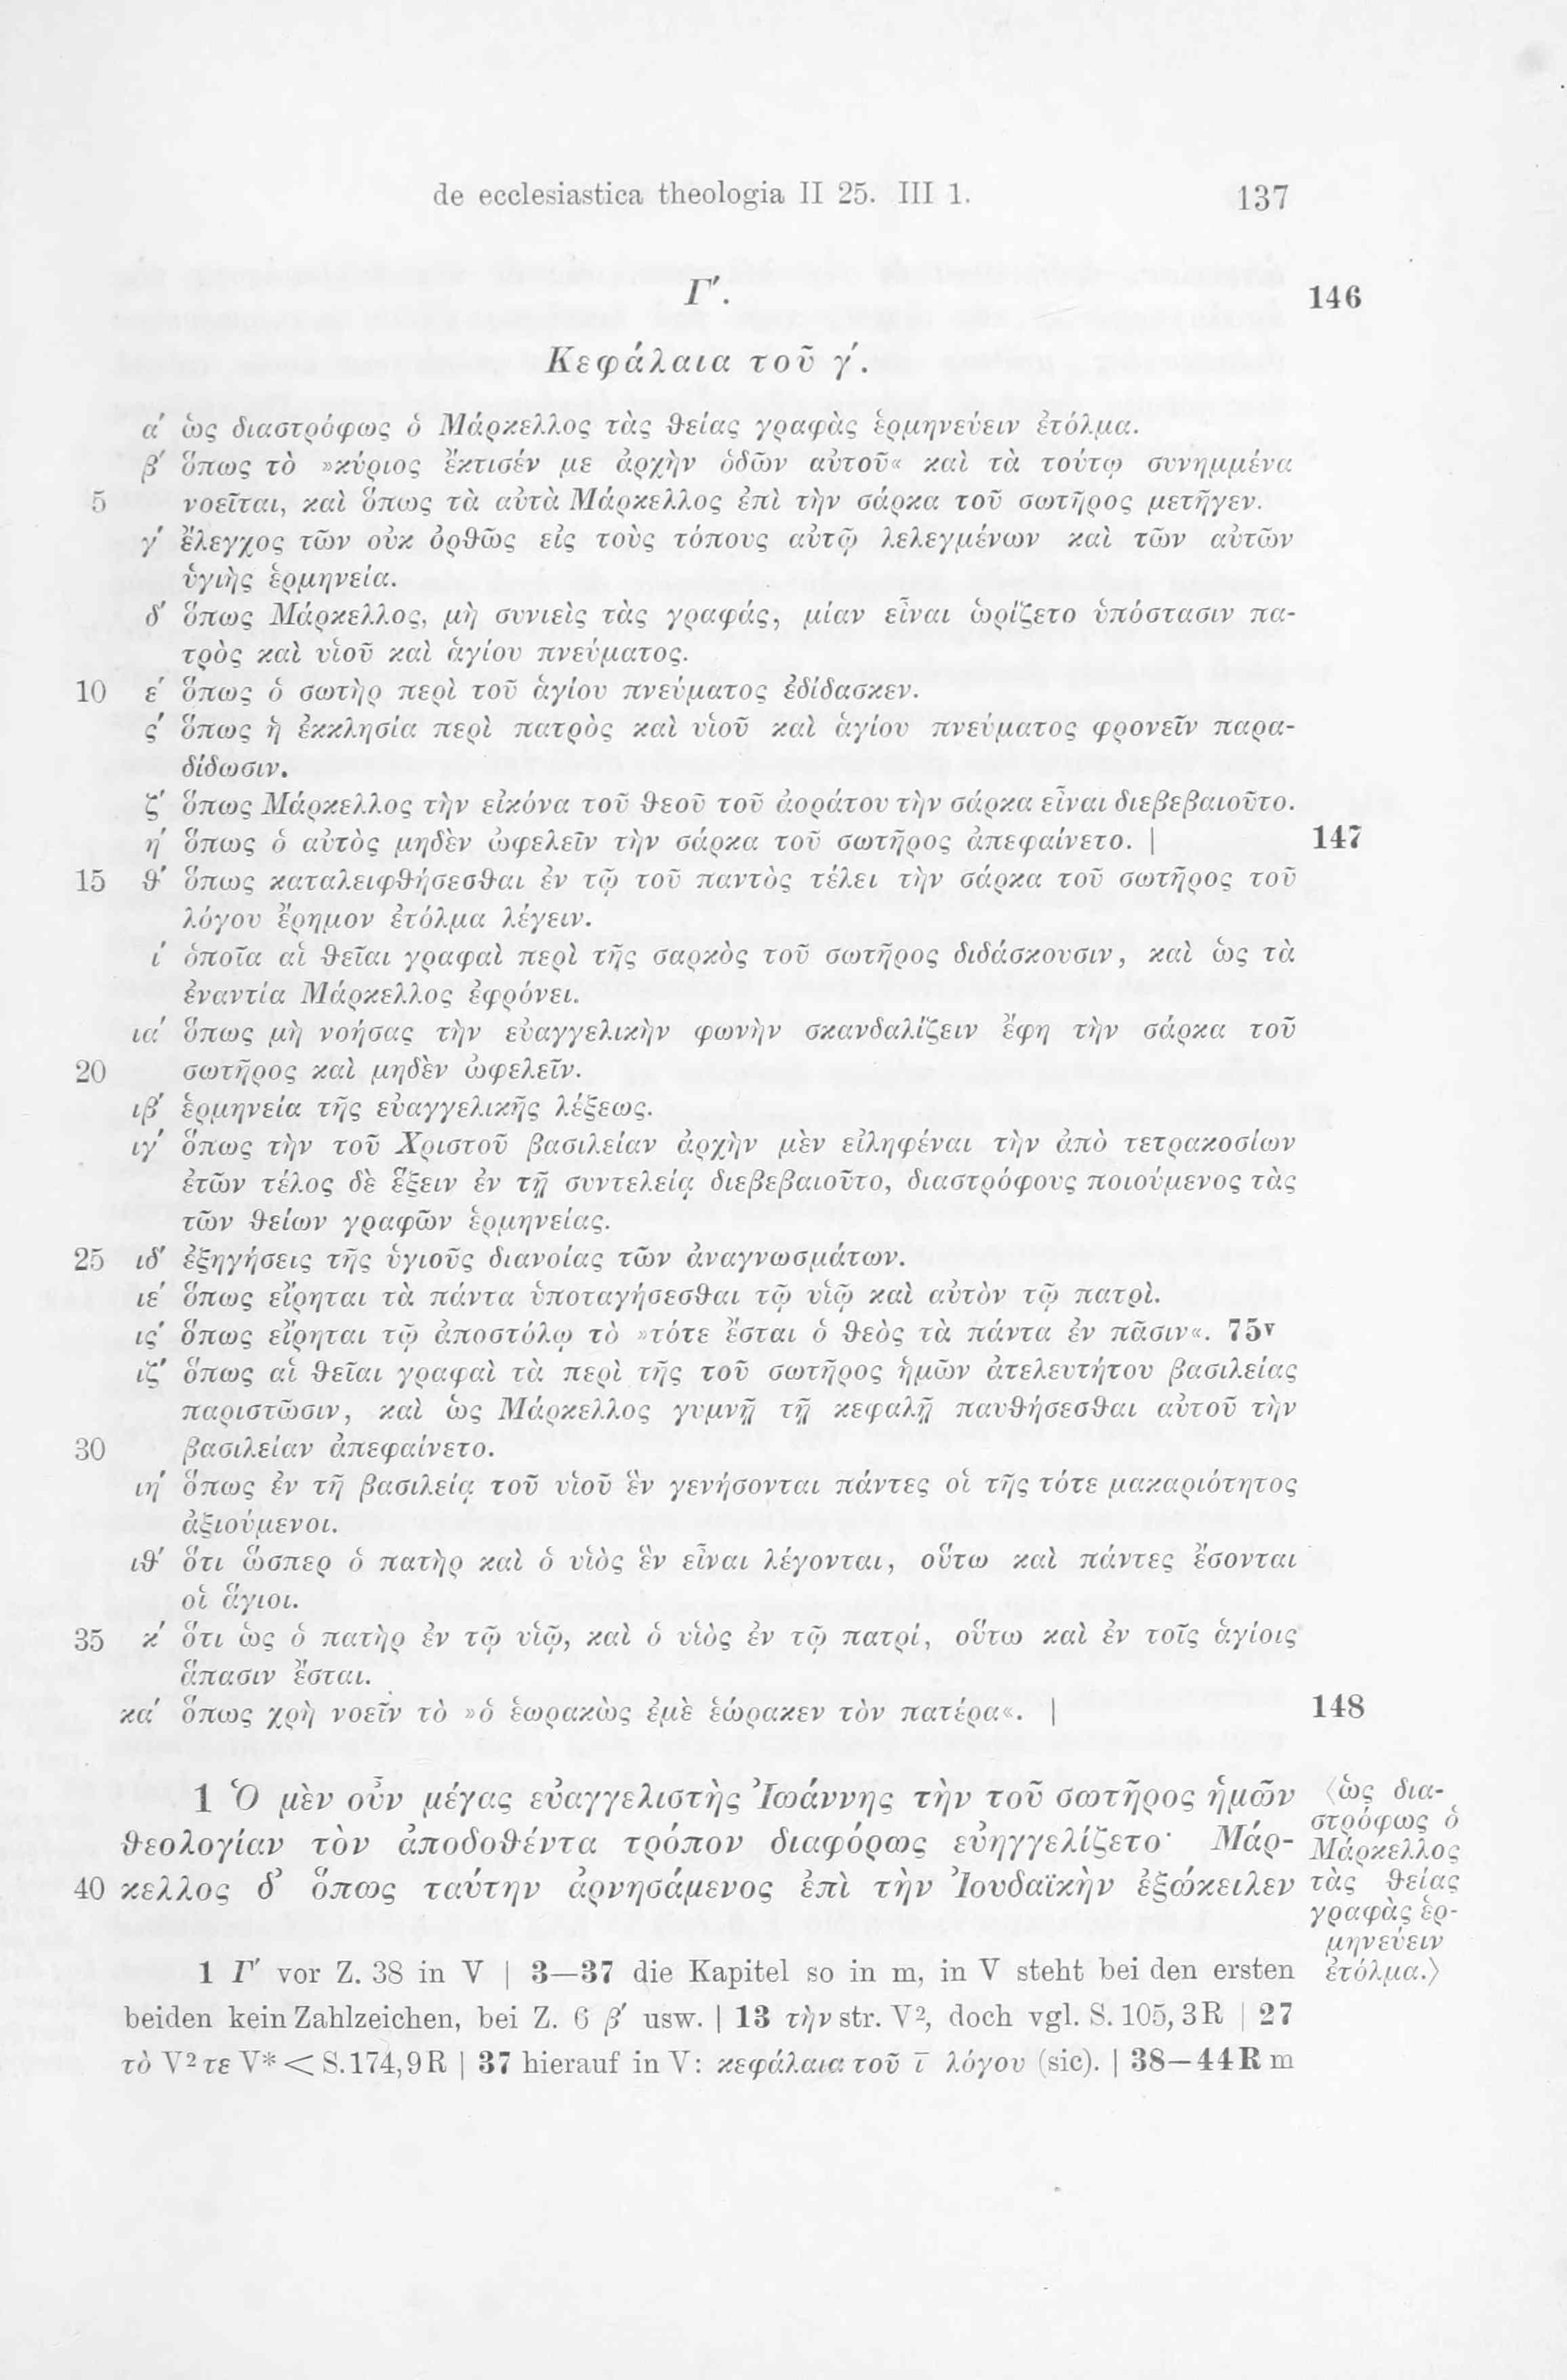 de ecclesiastica theologia II 25. III 1. 137
Γ′. 146
Κεφάλαια τοῦ γ′.
α′ ὡς διαστρόφως ὁ Μάρκελλος τὰς θείας γραφὰς ἑρμηνεύειν ἐτόλμα.
β′ ὅπως τὸ »κύριος ἔκτισέν με ἀρχὴν ὁδῶν αὐτοῦ« καὶ τὰ τούτῳ συνημμένα
5 νοεῖται, καὶ ὅπως τὰ αὐτὰ Μάρκελλος ἐπὶ τὴν σάρκα τοῦ σωτῆρος μετῆγεν.
γ′ ἔλεγχος τῶν οὐκ ὀρθῶς εἰς τοὺς τόπους αὐτῷ λελεγμένων καὶ τῶν αὐτῶν
ὑγιὴς ἑρμηνεία.
δ′ ὅπως Μάρκελλος, μὴ συνιεὶς τὰς γραφάς, μίαν εἶναι ὡρίζετο ὑπόστασιν πα-
τρὸς καὶ υἱοῦ καὶ ἁγίου πνεύματος.
10 ε′ ὅπως ὁ σωτὴρ περὶ τοῦ ἁγίου πνεύματος ἐδίδασκεν.
ς′ ὅπως ἡ ἐκκλησία περὶ πατρὸς καὶ υἱοῦ καὶ ἁγίου πνεύματος φρονεῖν παρα-
δίδωσιν.
ζ′ ὅπως Μάρκελλος τὴν εἰκόνα τοῦ θεοῦ τοῦ ἀοράτου τὴν σάρκα εἶναι διεβεβαιοῦτο.
η′ ὅπως ὁ αὐτὸς μηδὲν ὠφελεῖν τὴν σάρκα τοῦ σωτῆρος ἀπεφαίνετο. | 147
15 θ′ ὅπως καταλειφθήσεσθαι ἐν τῷ τοῦ παντὸς τέλει τὴν σάρκα τοῦ σωτῆρος τοῦ
λόγου ἔρημον ἐτόλμα λέγειν.
ι′ ὁποῖα αἱ θεῖαι γραφαὶ περὶ τῆς σαρκὸς τοῦ σωτῆρος διδάσκουσιν, καὶ ὡς τὰ
ἐναντία Μάρκελλος ἐφρόνει.
ια′ ὅπως μὴ νοήσας τὴν εὐαγγελικὴν φωνὴν σκανδαλίζειν ἔφη τὴν σάρκα τοῦ
20 σωτῆρος καὶ μηδὲν ὠφελεῖν.
ιβ′ ἑρμηνεία τῆς εὐαγγελικῆς λέξεως.
ιγ′ ὅπως τὴν τοῦ Χριστοῦ βασιλείαν ἀρχὴν μὲν εἰληφέναι τὴν ἀπὸ τετρακοσίων
ἐτῶν τέλος δὲ ἕξειν ἐν τῇ συντελείᾳ διεβεβαιοῦτο, διαστρόφους ποιούμενος τὰς
τῶν θείων γραφῶν ἑρμηνείας.
25 ιδ′ ἐξηγήσεις τῆς ὑγιοῦς διανοίας τῶν ἀναγνωσμάτων.
ιε′ ὅπως εἴρηται τὰ πάντα ὑποταγήσεσθαι τῷ υἱῷ καὶ αὐτὸν τῷ πατρὶ.
ις′ ὅπως εἴρηται τῷ ἀποστόλῳ τὸ »τότε ἔσται ὁ θεὸς τὰ πάντα ἐν πᾶσιν«. 75ᵛ
ιζ′ ὅπως αἱ θεῖαι γραφαὶ τὰ περὶ τῆς τοῦ σωτῆρος ἡμῶν ἀτελευτήτου βασιλείας
παριστῶσιν, καὶ ὡς Μάρκελλος γυμνῇ τῇ κεφαλῇ παυθήσεσθαι αὐτοῦ τὴν
30 βασιλείαν ἀπεφαίνετο.
ιη′ ὅπως ἐν τῇ βασιλείᾳ τοῦ υἱοῦ ἓν γενήσονται πάντες οἱ τῆς τότε μακαριότητος
ἀξιούμενοι.
ιθ′ ὅτι ὥσπερ ὁ πατὴρ καὶ ὁ υἱὸς ἓν εἶναι λέγονται, οὕτω καὶ πάντες ἔσονται
οἱ ἅγιοι.
35 κ′ ὅτι ὡς ὁ πατὴρ ἐν τῷ υἱῷ, καὶ ὁ υἱὸς ἐν τῷ πατρί, οὕτω καὶ ἐν τοῖς ἁγίοις
ἅπασιν ἔσται.
κα′ ὅπως χρὴ νοεῖν τὸ »ὁ ἑωρακὼς ἐμὲ ἑώρακεν τὸν πατέρα«. | 148
1 Ὁ μὲν οὖν μέγας εὐαγγελιστὴς Ἰωάννης τὴν τοῦ σωτῆρος ἡμῶν
θεολογίαν τὸν ἀποδοθέντα τρόπον διαφόρως εὐηγγελίζετο· Μάρ-
40 κελλος δ’ ὅπως ταύτην ἀρνησάμενος ἐπὶ τὴν Ἰουδαϊκὴν ἐξώκειλεν
⟨ὡς δια-
στρόφως ὁ
Μάρκελλος
τὰς θείας
γραφὰς ἑρ-
μηνεύειν
ἐτόλμα.⟩
1 Γ′ vor Z. 38 in V | 3—37 die Kapitel so in m, in V steht bei den ersten
beiden kein Zahlzeichen, bei Z. 6 β′ usw. | 13 τὴν str. V², doch vgl. S. 105, 3 R | 27
τὸ V² τε V* < S. 174, 9 R | 37 hierauf in V: κεφάλαια τοῦ ῑ λόγου (sic). | 38—44 R m